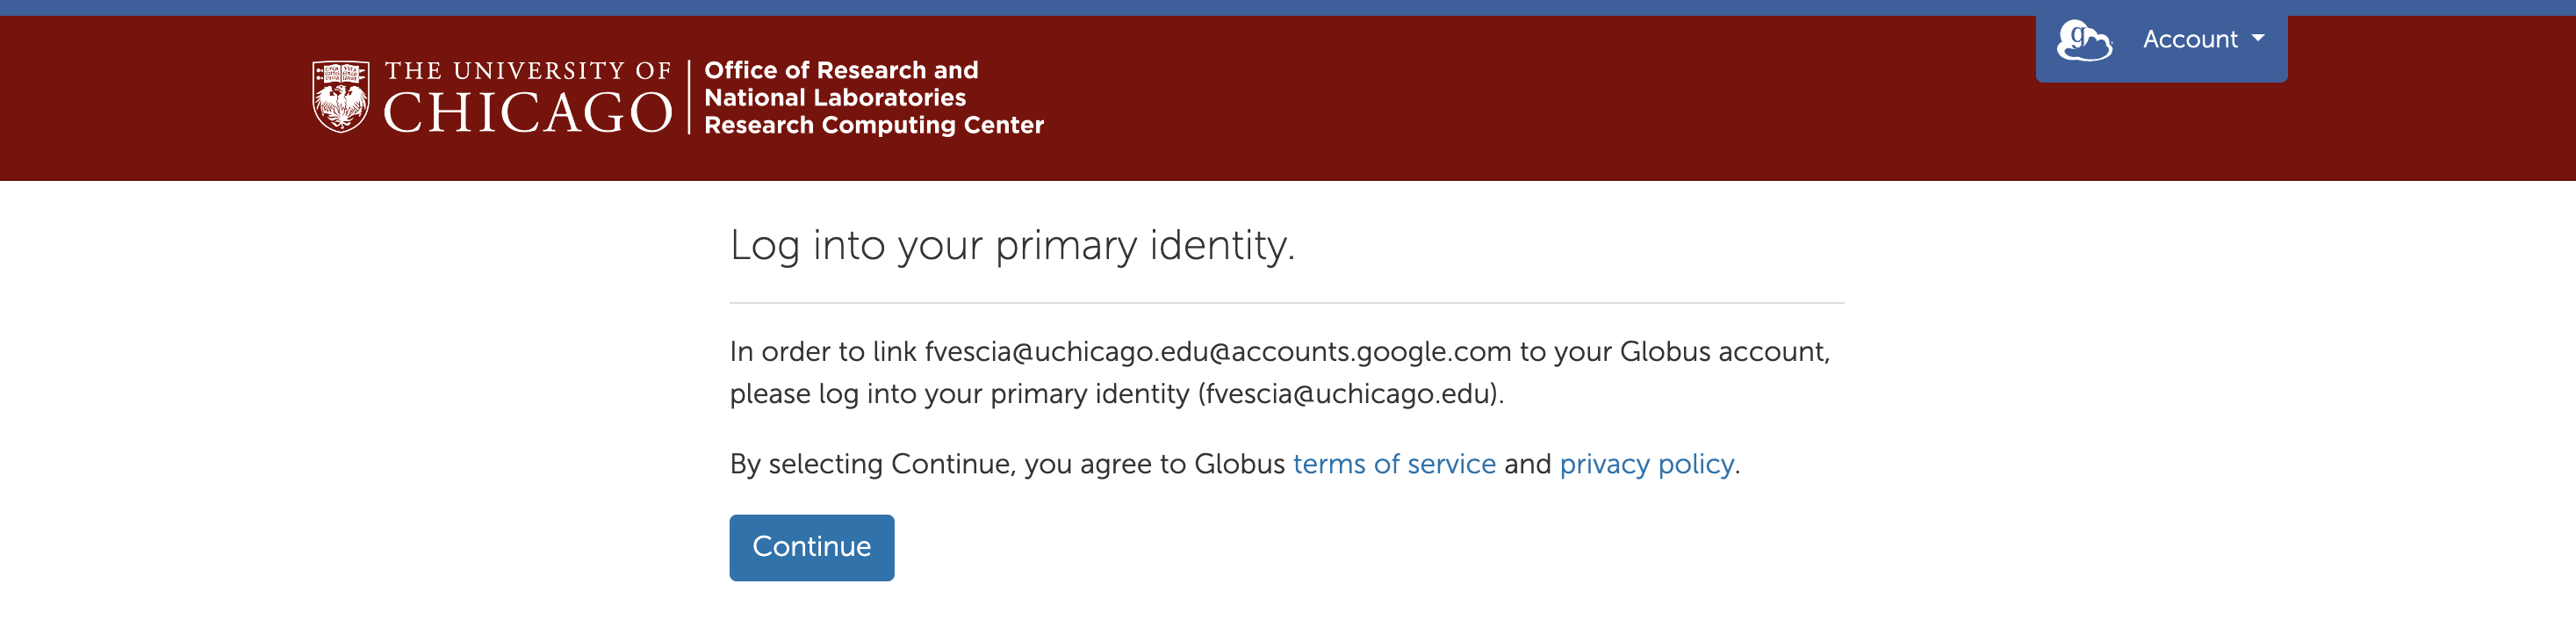 THE UNIVERSITY OF
CHICAGO
Office of Research and
National Laboratories
Research Computing Center
g
Account
Log into your primary identity.
In order to link fvescia@uchicago.edu@accounts.google.com to your Globus account,
please log into your primary identity (fvescia@uchicago.edu).
By selecting Continue, you agree to Globus terms of service and privacy policy.
Continue